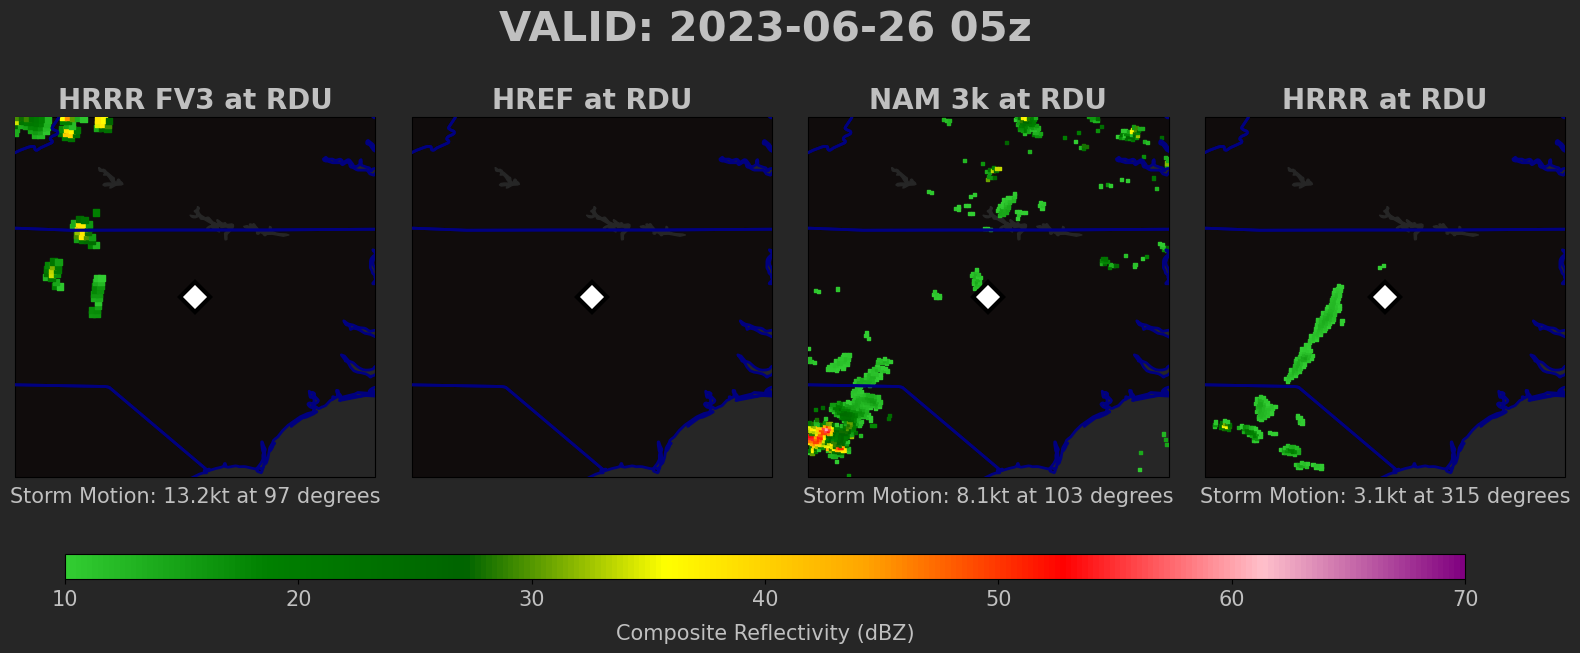 VALID: 2023-06-26 05z
HRRR FV3 at RDU
HREF at RDU
NAM 3k at RDU
HRRR at RDU
Storm Motion: 13.2kt at 97 degrees
Storm Motion: 8.1kt at 103 degrees
Storm Motion: 3.1kt at 315 degrees
10 20 30 40 50 60 70
Composite Reflectivity (dBZ)